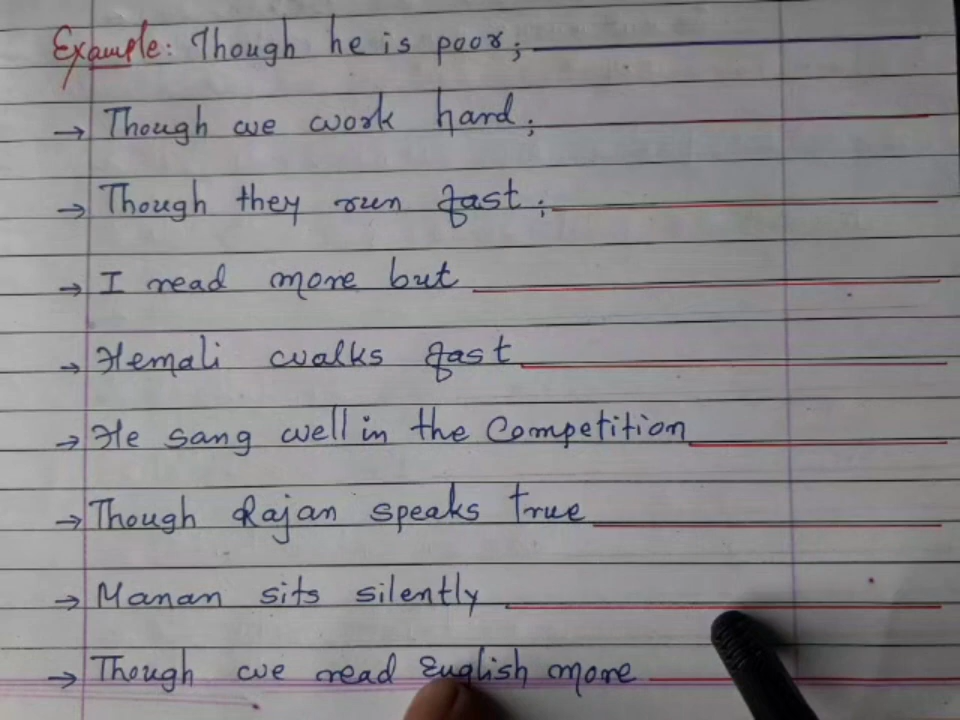 Example: Though he is poor;
→ Though we work hard;
→ Though they run fast;
→ I read more but
→ Hemali walks fast
→ He sang well in the Competition
→ Though Rajan speaks true
→ Manan sits silently
→ Though we read English more